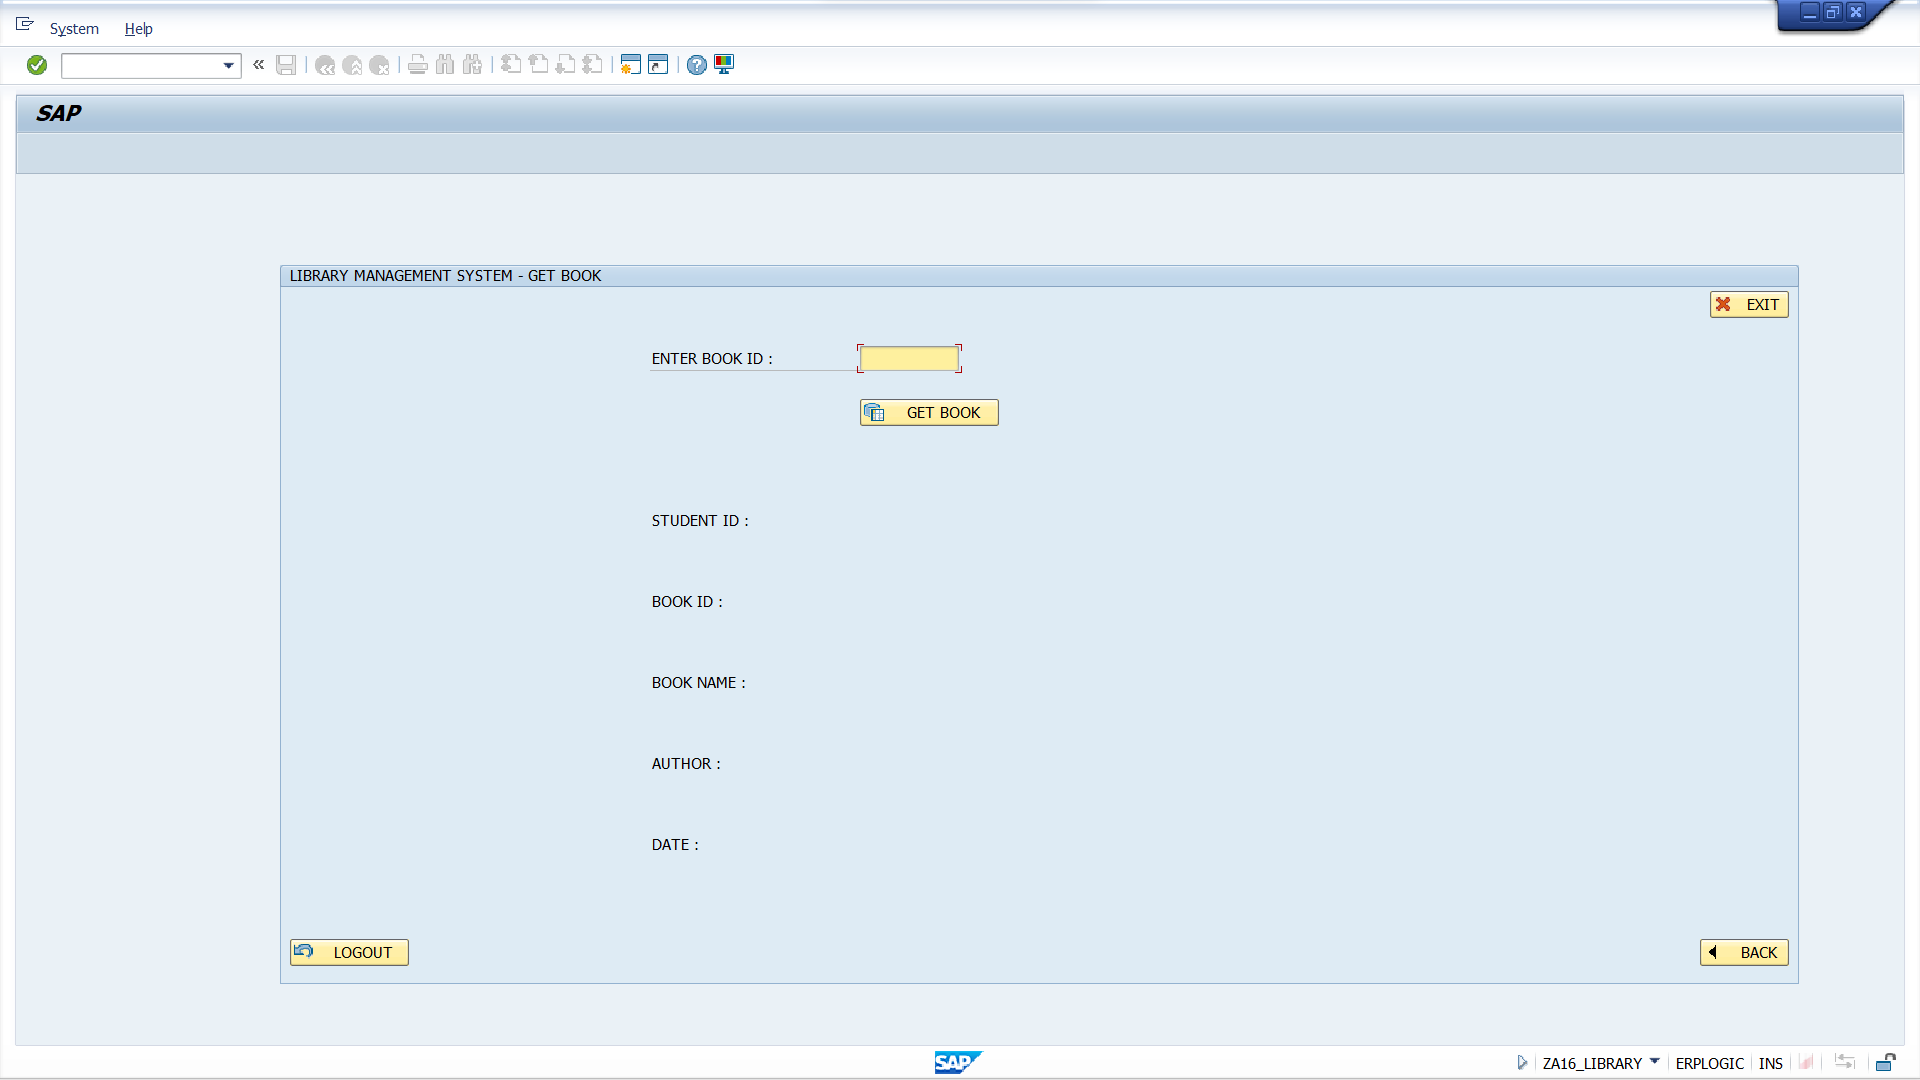 System Help
SAP
LIBRARY MANAGEMENT SYSTEM - GET BOOK
EXIT
ENTER BOOK ID :
GET BOOK
STUDENT ID :
BOOK ID :
BOOK NAME :
AUTHOR :
DATE :
LOGOUT
BACK
SAP
ZA16_LIBRARY ERPLOGIC INS